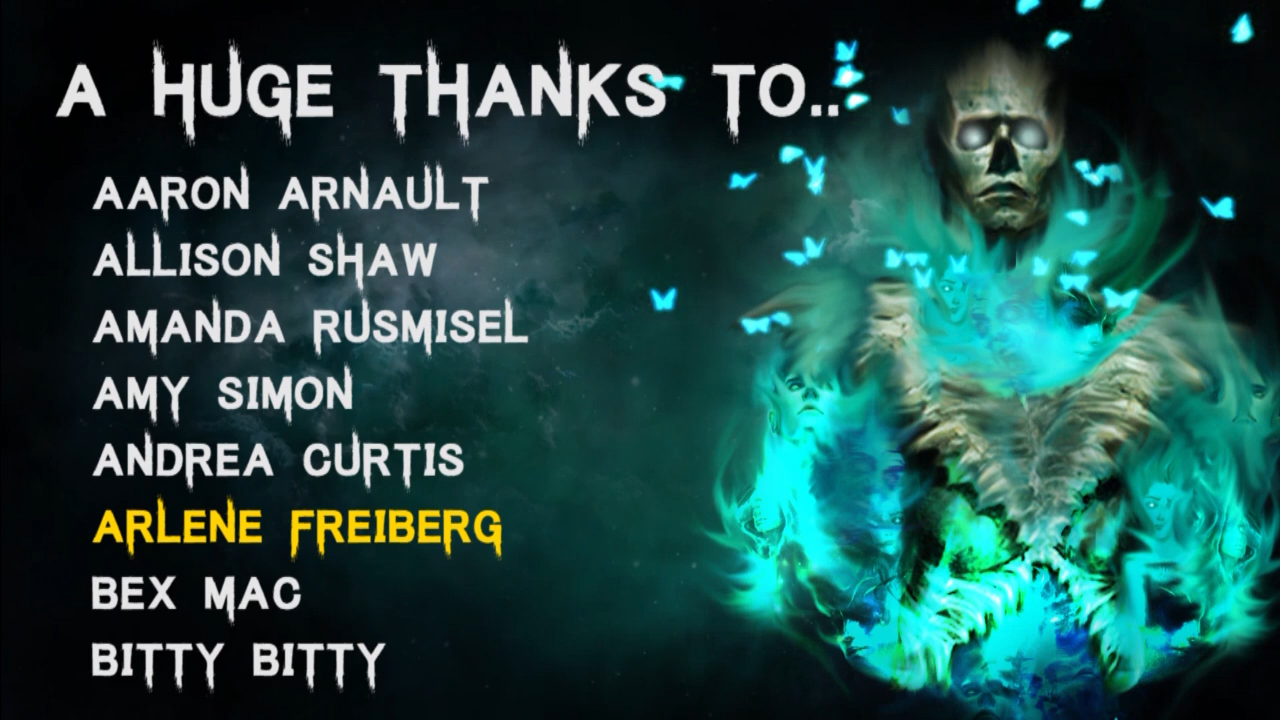 A HUGE THANKS TO..
AARON ARNAULT
ALLISON SHAW
AMANDA RUSMISEL
AMY SIMON
ANDREA CURTIS
ARLENE FREIBERG
BEX MAC
BITTY BITTY